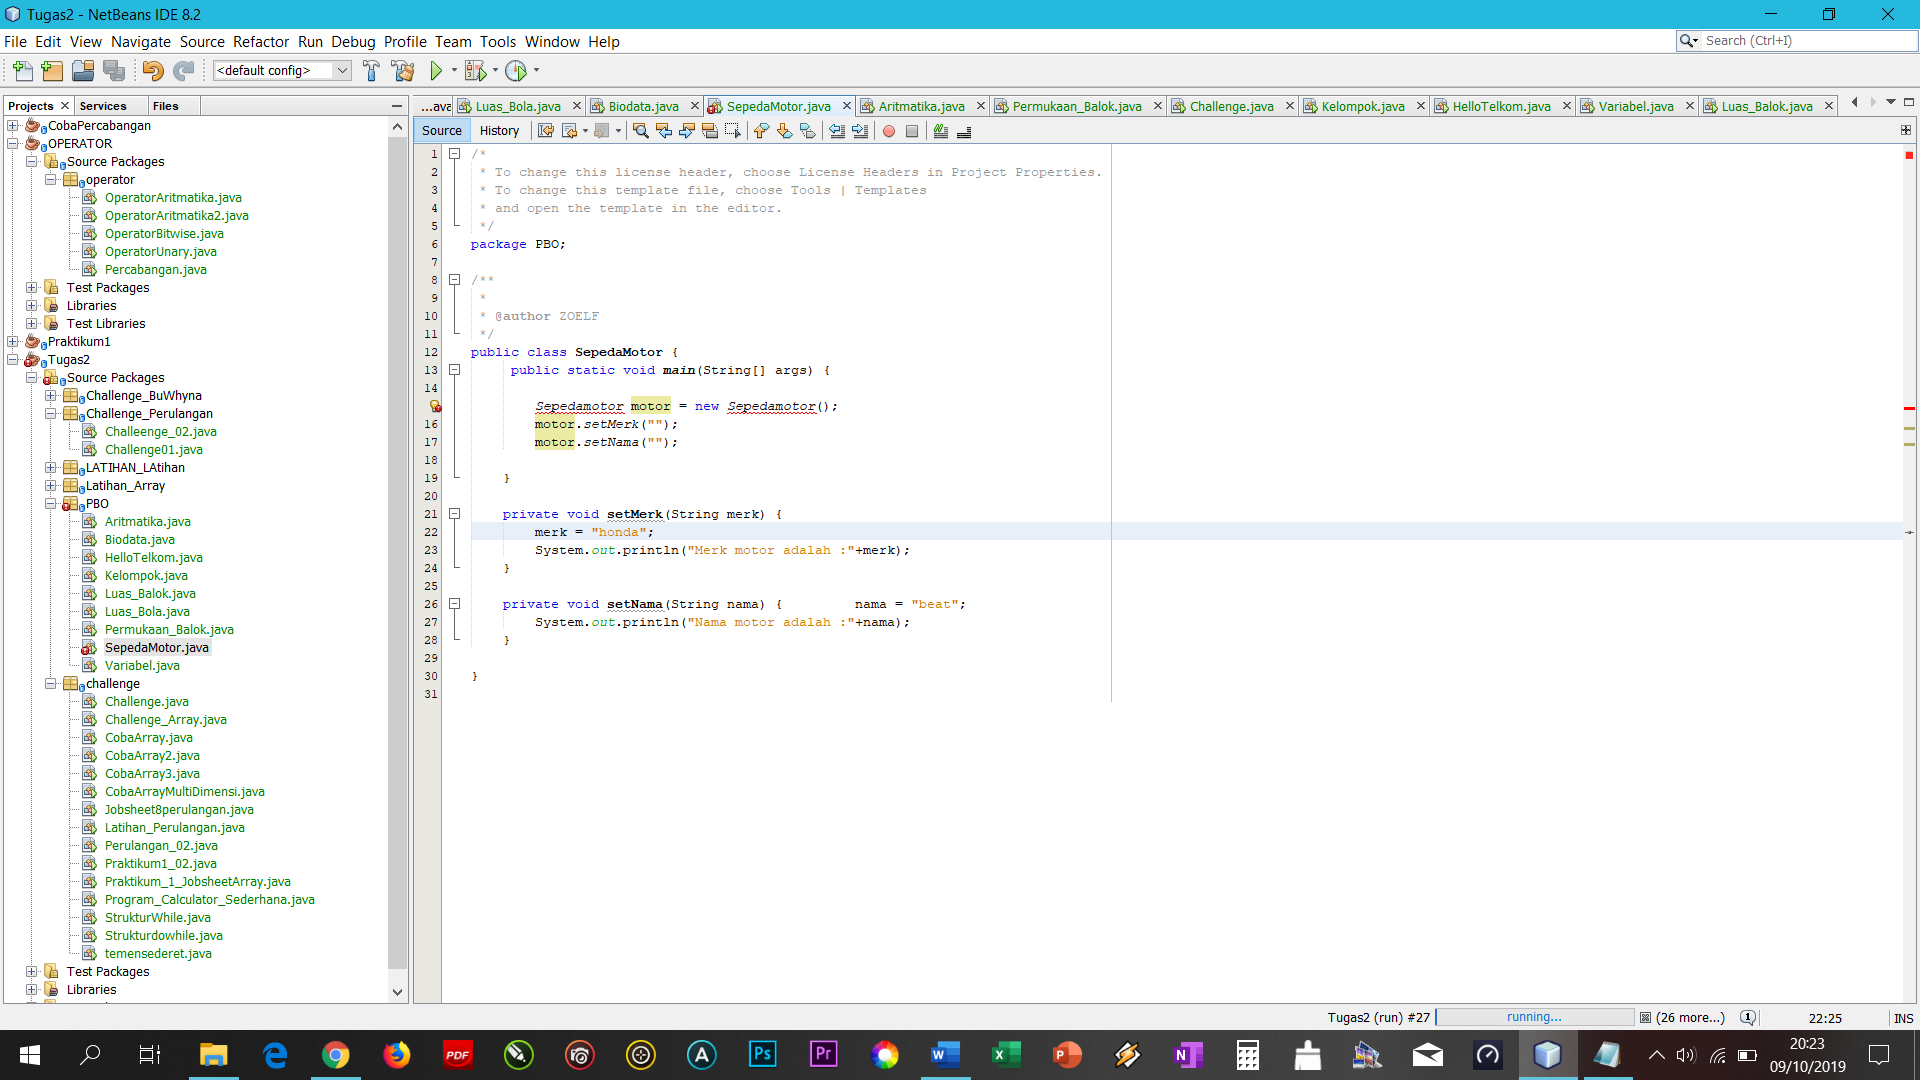 Tugas2 - NetBeans IDE 8.2
File Edit View Navigate Source Refactor Run Debug Profile Team Tools Window Help
Search (Ctrl+I)
<default config>
Projects Services Files
...ava Luas_Bola.java Biodata.java SepedaMotor.java Aritmatika.java Permukaan_Balok.java Challenge.java Kelompok.java HelloTelkom.java Variabel.java Luas_Balok.java
Source History
CobaPercabangan
OPERATOR
Source Packages
operator
OperatorAritmatika.java
OperatorAritmatika2.java
OperatorBitwise.java
OperatorUnary.java
Percabangan.java
Test Packages
Libraries
Test Libraries
Praktikum1
Tugas2
Source Packages
Challenge_BuWhyna
Challenge_Perulangan
Challeenge_02.java
Challenge01.java
LATIHAN_LAtihan
Latihan_Array
PBO
Aritmatika.java
Biodata.java
HelloTelkom.java
Kelompok.java
Luas_Balok.java
Luas_Bola.java
Permukaan_Balok.java
SepedaMotor.java
Variabel.java
challenge
Challenge.java
Challenge_Array.java
CobaArray.java
CobaArray2.java
CobaArray3.java
CobaArrayMultiDimensi.java
Jobsheet8perulangan.java
Latihan_Perulangan.java
Perulangan_02.java
Praktikum1_02.java
Praktikum_1_JobsheetArray.java
Program_Calculator_Sederhana.java
StrukturWhile.java
Strukturdowhile.java
temensederet.java
Test Packages
Libraries
1 /*
2 * To change this license header, choose License Headers in Project Properties.
3 * To change this template file, choose Tools | Templates
4 * and open the template in the editor.
5 */
6 package PBO;
7
8 /**
9 *
10 * @author ZOELF
11 */
12 public class SepedaMotor {
13 public static void main(String[] args) {
14
Sepedamotor motor = new Sepedamotor();
16 motor.setMerk("");
17 motor.setNama("");
18
19 }
20
21 private void setMerk(String merk) {
22 merk = "honda";
23 System.out.println("Merk motor adalah :"+merk);
24 }
25
26 private void setNama(String nama) { nama = "beat";
27 System.out.println("Nama motor adalah :"+nama);
28 }
29
30 }
31
Tugas2 (run) #27 running... (26 more...) 1 22:25 INS
20:23
09/10/2019